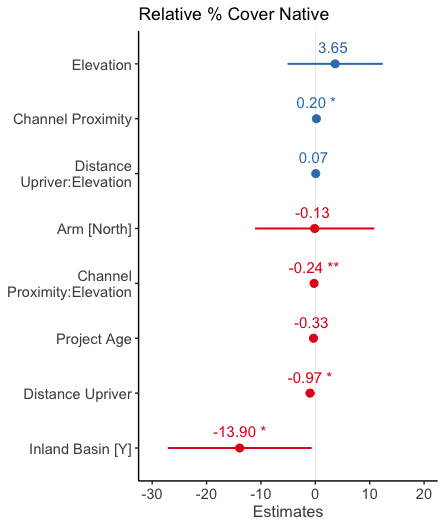 Relative % Cover Native
3.65
Elevation
0.20 *
Channel Proximity
0.07
Distance
Upriver:Elevation
-0.13
Arm [North]
-0.24 **
Channel
Proximity:Elevation
-0.33
Project Age
-0.97 *
Distance Upriver
-13.90 *
Inland Basin [Y]
-30 -20 -10 0 10 20
Estimates